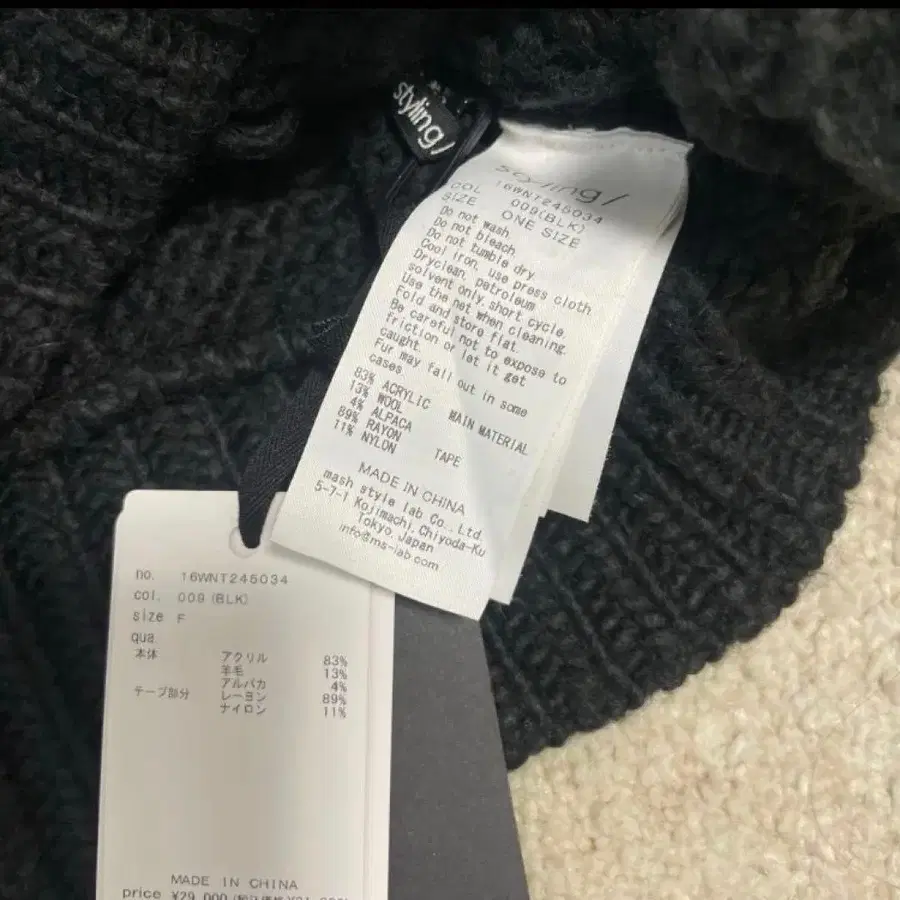 styling/
styling/
16WNT245034
COL 009(BLK)
SIZE ONE SIZE
Do not wash.
Do not bleach.
Do not tumble dry.
Cool iron, use press cloth.
Dryclean, petroleum
solvent only, short cycle.
Use the net when cleaning.
Fold and store flat.
Be careful not to expose to
friction or let it get
caught.
Fur may fall out in some
cases.
83% ACRYLIC MAIN MATERIAL
13% WOOL
4% ALPACA
89% RAYON TAPE
11% NYLON
MADE IN CHINA
mash style lab Co., Ltd.
5-7-1 Kojimachi, Chiyoda-Ku
Tokyo, Japan
info@ms-lab.com
no. 16WNT245034
col. 009(BLK)
size F
qua.
本体 アクリル 83%
羊毛 13%
アルパカ 4%
テープ部分 レーヨン 89%
ナイロン 11%
MADE IN CHINA
price ¥29,000